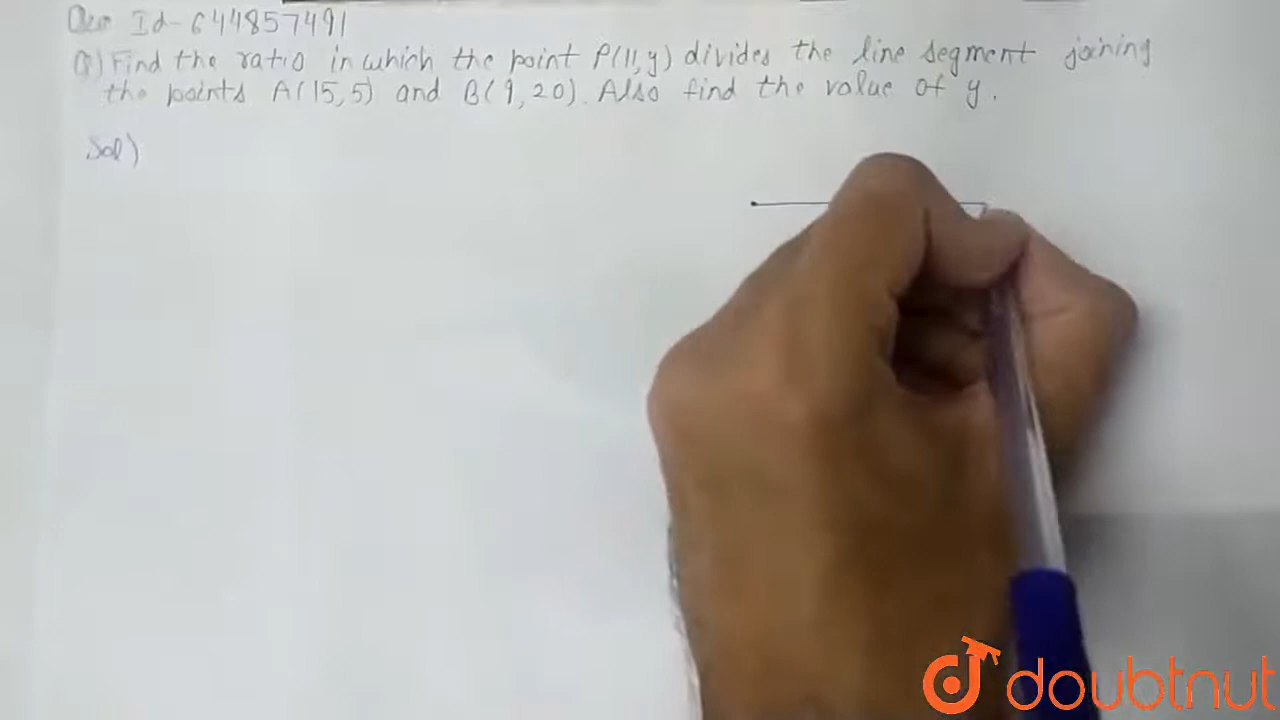 Ques Id- 644857491
Q) Find the ratio in which the point P(11,y) divides the line segment joining
the points A(15,5) and B(9,20). Also find the value of y.
Sol)
doubtnut